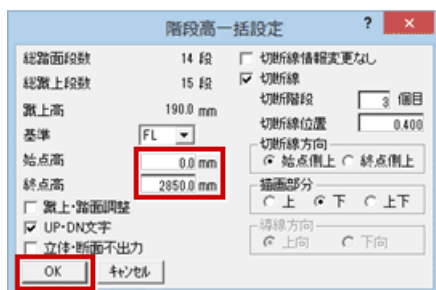 階段高一括設定 ? ×
総踏面段数 14 段
総蹴上段数 15 段
蹴上高 190.0 mm
基準 FL
始点高 0.0 mm
終点高 2850.0 mm
蹴上・踏面調整
UP・DN文字
立体・断面不出力
OK キャンセル
切断線情報変更なし
切断線
切断階段 3 個目
切断線位置 0.400
切断線方向
始点側上 終点側上
描画部分
上 下 上下
導線方向
上向 下向